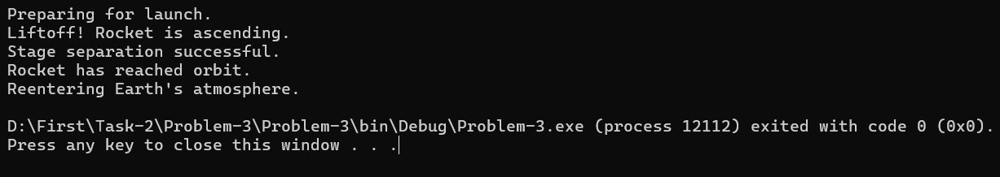 Preparing for launch.
Liftoff! Rocket is ascending.
Stage separation successful.
Rocket has reached orbit.
Reentering Earth's atmosphere.
D:\First\Task-2\Problem-3\Problem-3\bin\Debug\Problem-3.exe (process 12112) exited with code 0 (0x0).
Press any key to close this window . . .